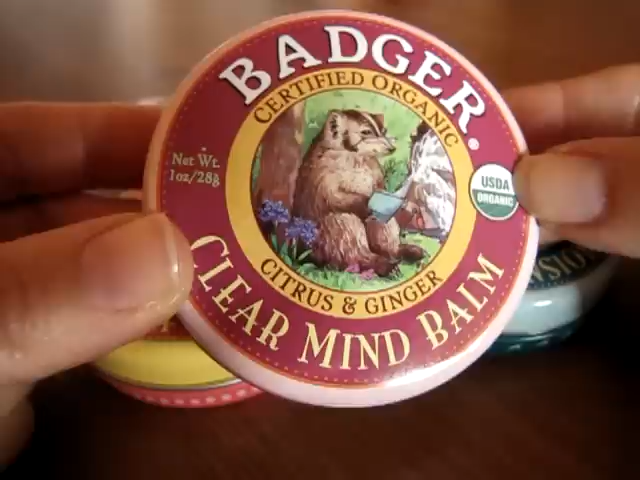 BADGER®
CERTIFIED ORGANIC
Net Wt.
1oz/28g
USDA
ORGANIC
CITRUS & GINGER
CLEAR MIND BALM